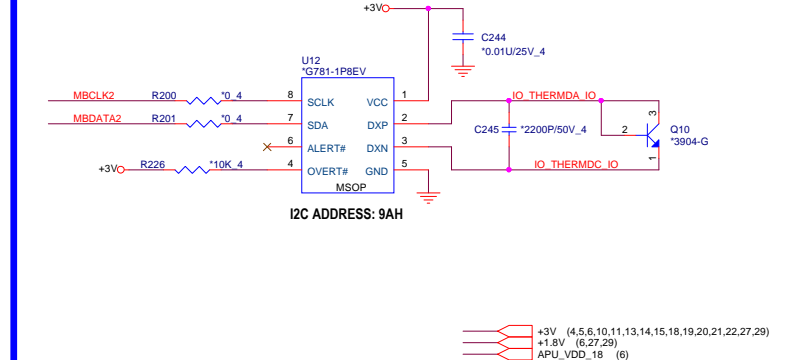 +3V
C244
*0.01U/25V_4
U12
*G781-1P8EV
MBCLK2 R200 *0_4 8 SCLK VCC 1 IO_THERMDA_IO
MBDATA2 R201 *0_4 7 SDA DXP 2 C245 *2200P/50V_4 2 3 Q10
*3904-G
6 ALERT# DXN 3 1
+3V R226 *10K_4 4 OVERT# GND 5 IO_THERMDC_IO
MSOP
I2C ADDRESS: 9AH
+3V (4,5,6,10,11,13,14,15,18,19,20,21,22,27,29)
+1.8V (6,27,29)
APU_VDD_18 (6)